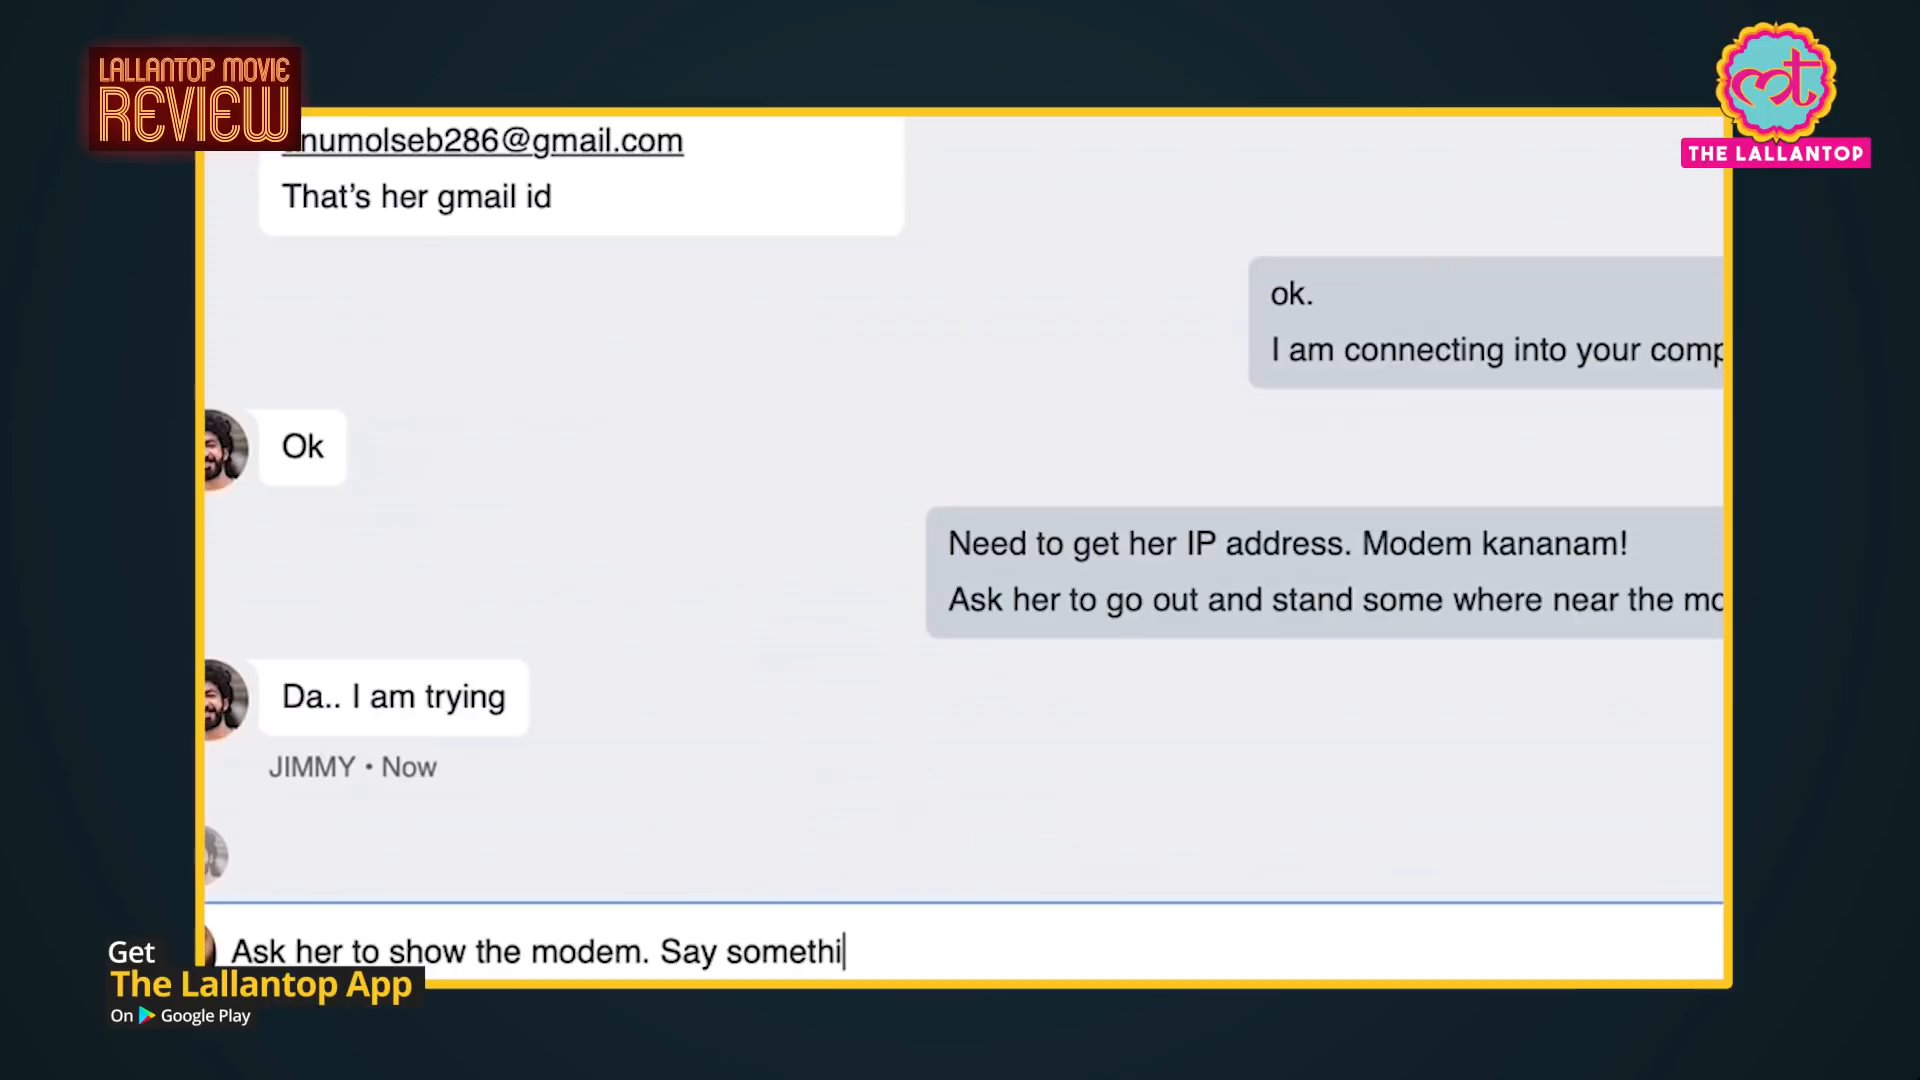 LALLANTOP MOVIE
REVIEW
THE LALLANTOP
numolseb286@gmail.com
That's her gmail id
ok.
I am connecting into your comp
Ok
Need to get her IP address. Modem kananam!
Ask her to go out and stand some where near the mo
Da.. I am trying
JIMMY • Now
Ask her to show the modem. Say somethi
Get
The Lallantop App
On Google Play